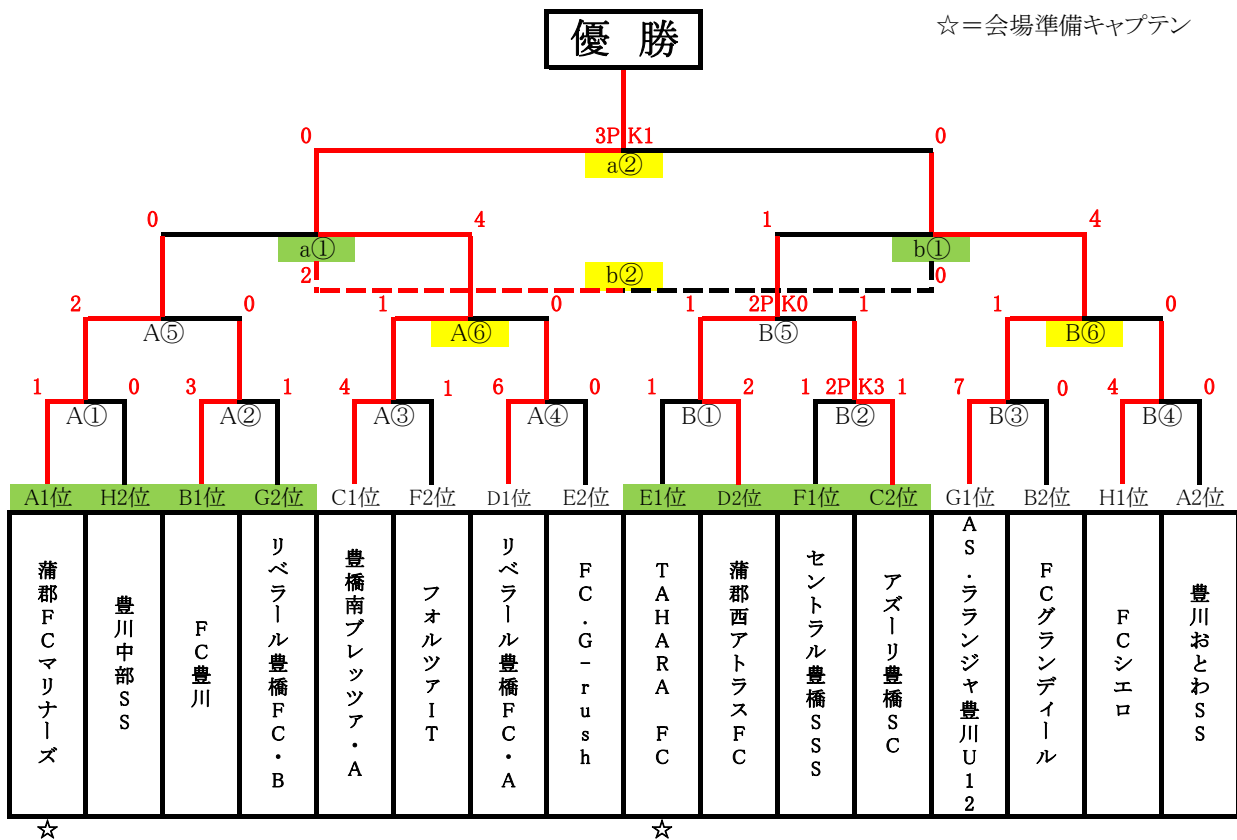 優 勝
☆=会場準備キャプテン
0 3PK1 0
a②
0 4 1 4
a① b①
2 b② 0
2 0 1 0 1 2PK0 1 1 0
A⑤ A⑥ B⑤ B⑥
1 0 3 1 4 1 6 0 1 2 1 2PK3 1 7 0 4 0
A① A② A③ A④ B① B② B③ B④
A1位 H2位 B1位 G2位 C1位 F2位 D1位 E2位 E1位 D2位 F1位 C2位 G1位 B2位 H1位 A2位
蒲郡FCマリナーズ
豊川中部SS
FC豊川
リベラール豊橋FC・B
豊橋南ブレッツァ・A
フォルツァIT
リベラール豊橋FC・A
FC.G-rush
TAHARA FC
蒲郡西アトラスFC
セントラル豊橋SSS
アズーリ豊橋SC
AS.ラランジャ豊川U12
FCグランディール
FCシエロ
豊川おとわSS
☆ ☆